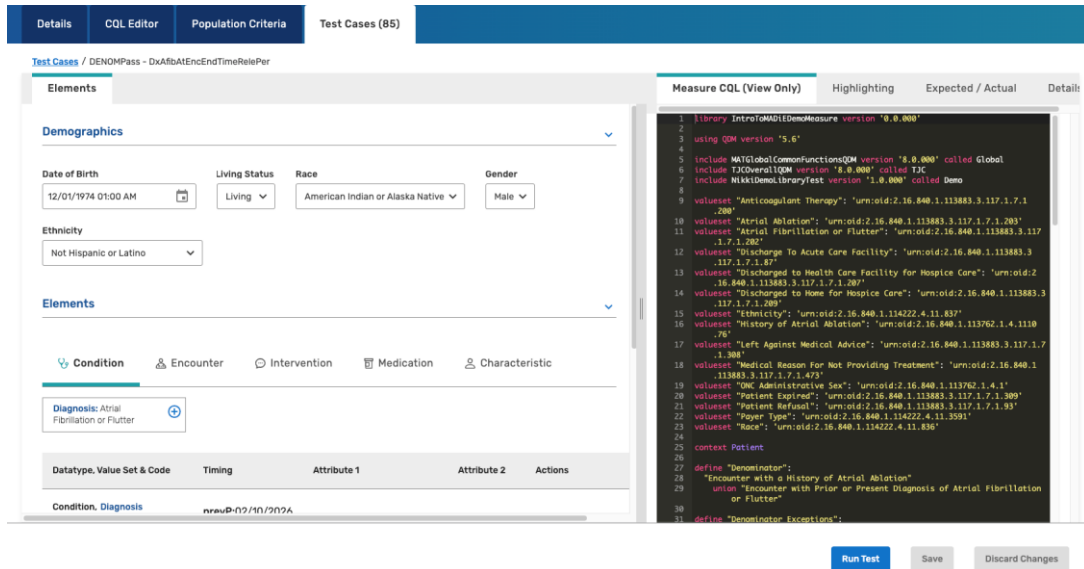 Details
CQL Editor
Population Criteria
Test Cases (85)
Test Cases / DENOMPass - DxAfibAtEncEndTimeRelePer
Elements
Demographics
Date of Birth
Living Status
Race
Gender
12/01/1974 01:00 AM
Living
American Indian or Alaska Native
Male
Ethnicity
Not Hispanic or Latino
Elements
Condition
Encounter
Intervention
Medication
Characteristic
Diagnosis: Atrial
Fibrillation or Flutter
Datatype, Value Set & Code
Timing
Attribute 1
Attribute 2
Actions
Condition, Diagnosis
prevP:02/10/2026
Measure CQL (View Only)
Highlighting
Expected / Actual
Details
1 library IntroToMADiEDemoMeasure version '0.0.000'
2
3 using QDM version '5.6'
4
5 include MATGlobalCommonFunctionsQDM version '8.0.000' called Global
6 include TJCOverallQDM version '8.0.000' called TJC
7 include NikkiDemoLibraryTest version '1.0.000' called Demo
8
9 valueset "Anticoagulant Therapy": 'urn:oid:2.16.840.1.113883.3.117.1.7.1
.200'
10 valueset "Atrial Ablation": 'urn:oid:2.16.840.1.113883.3.117.1.7.1.203'
11 valueset "Atrial Fibrillation or Flutter": 'urn:oid:2.16.840.1.113883.3.117
.1.7.1.202'
12 valueset "Discharge To Acute Care Facility": 'urn:oid:2.16.840.1.113883.3
.117.1.7.1.87'
13 valueset "Discharged to Health Care Facility for Hospice Care": 'urn:oid:2
.16.840.1.113883.3.117.1.7.1.207'
14 valueset "Discharged to Home for Hospice Care": 'urn:oid:2.16.840.1.113883.3
.117.1.7.1.209'
15 valueset "Ethnicity": 'urn:oid:2.16.840.1.114222.4.11.837'
16 valueset "History of Atrial Ablation": 'urn:oid:2.16.840.1.113762.1.4.1110
.76'
17 valueset "Left Against Medical Advice": 'urn:oid:2.16.840.1.113883.3.117.1.7
.1.308'
18 valueset "Medical Reason For Not Providing Treatment": 'urn:oid:2.16.840.1
.113883.3.117.1.7.1.473'
19 valueset "ONC Administrative Sex": 'urn:oid:2.16.840.1.113762.1.4.1'
20 valueset "Patient Expired": 'urn:oid:2.16.840.1.113883.3.117.1.7.1.309'
21 valueset "Patient Refusal": 'urn:oid:2.16.840.1.113883.3.117.1.7.1.93'
22 valueset "Payer Type": 'urn:oid:2.16.840.1.114222.4.11.3591'
23 valueset "Race": 'urn:oid:2.16.840.1.114222.4.11.836'
24
25 context Patient
26
27 define "Denominator":
28 "Encounter with a History of Atrial Ablation"
29 union "Encounter with Prior or Present Diagnosis of Atrial Fibrillation
or Flutter"
30
31 define "Denominator Exceptions":
Run Test
Save
Discard Changes